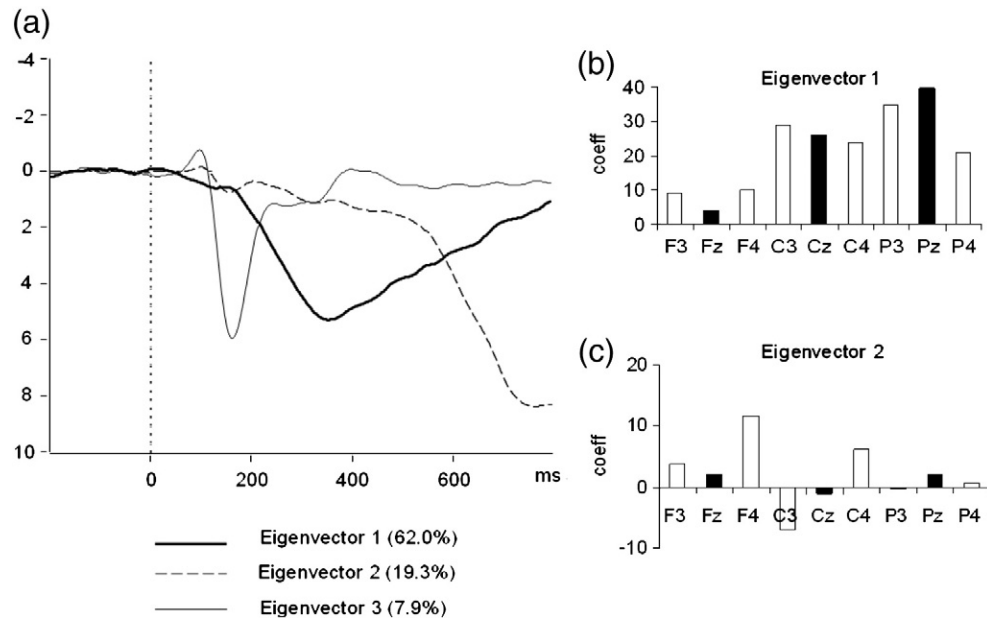 (a)
-4
-2
0
2
4
6
8
10
0 200 400 600 ms
Eigenvector 1 (62.0%)
Eigenvector 2 (19.3%)
Eigenvector 3 (7.9%)
(b)
Eigenvector 1
coeff
40
30
20
10
0
F3 Fz F4 C3 Cz C4 P3 Pz P4
(c)
Eigenvector 2
coeff
20
10
0
-10
F3 Fz F4 C3 Cz C4 P3 Pz P4